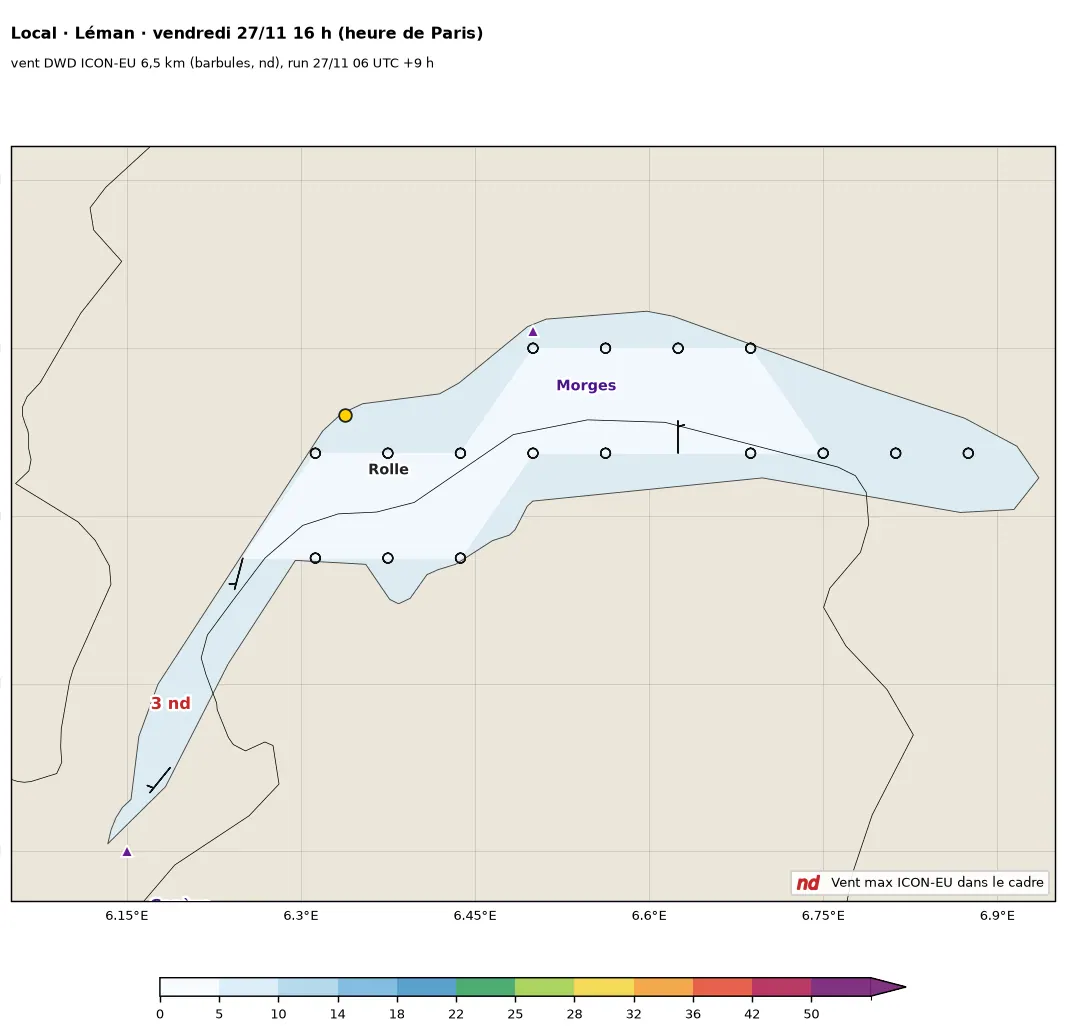 Local · Léman · vendredi 27/11 16 h (heure de Paris)
vent DWD ICON-EU 6,5 km (barbules, nd), run 27/11 06 UTC +9 h
Morges
Rolle
3 nd
nd Vent max ICON-EU dans le cadre
6.15°E 6.3°E 6.45°E 6.6°E 6.75°E 6.9°E
0 5 10 14 18 22 25 28 32 36 42 50